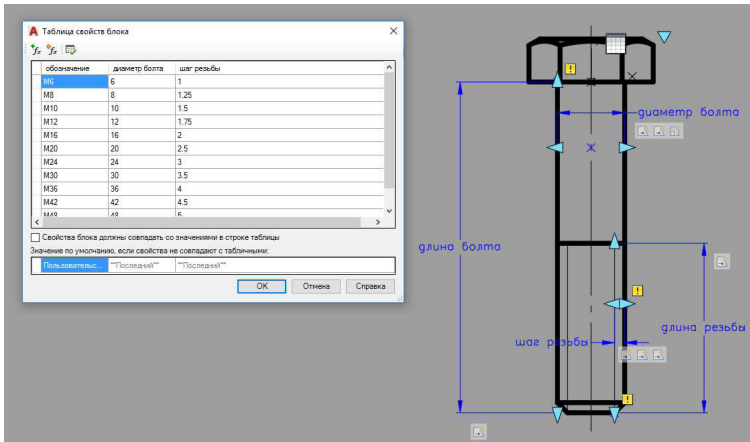 Таблица свойств блока
обозначение диаметр болта шаг резьбы
M6 6 1
M8 8 1.25
M10 10 1.5
M12 12 1.75
M16 16 2
M20 20 2.5
M24 24 3
M30 30 3.5
M36 36 4
M42 42 4.5
M48 48 5
Свойства блока должны совпадать со значениями в строке таблицы
Значение по умолчанию, если свойства не совпадают с табличными:
Пользовательс... **Последний** **Последний**
OK Отмена Справка
диаметр болта
длина болта
шаг резьбы
длина резьбы